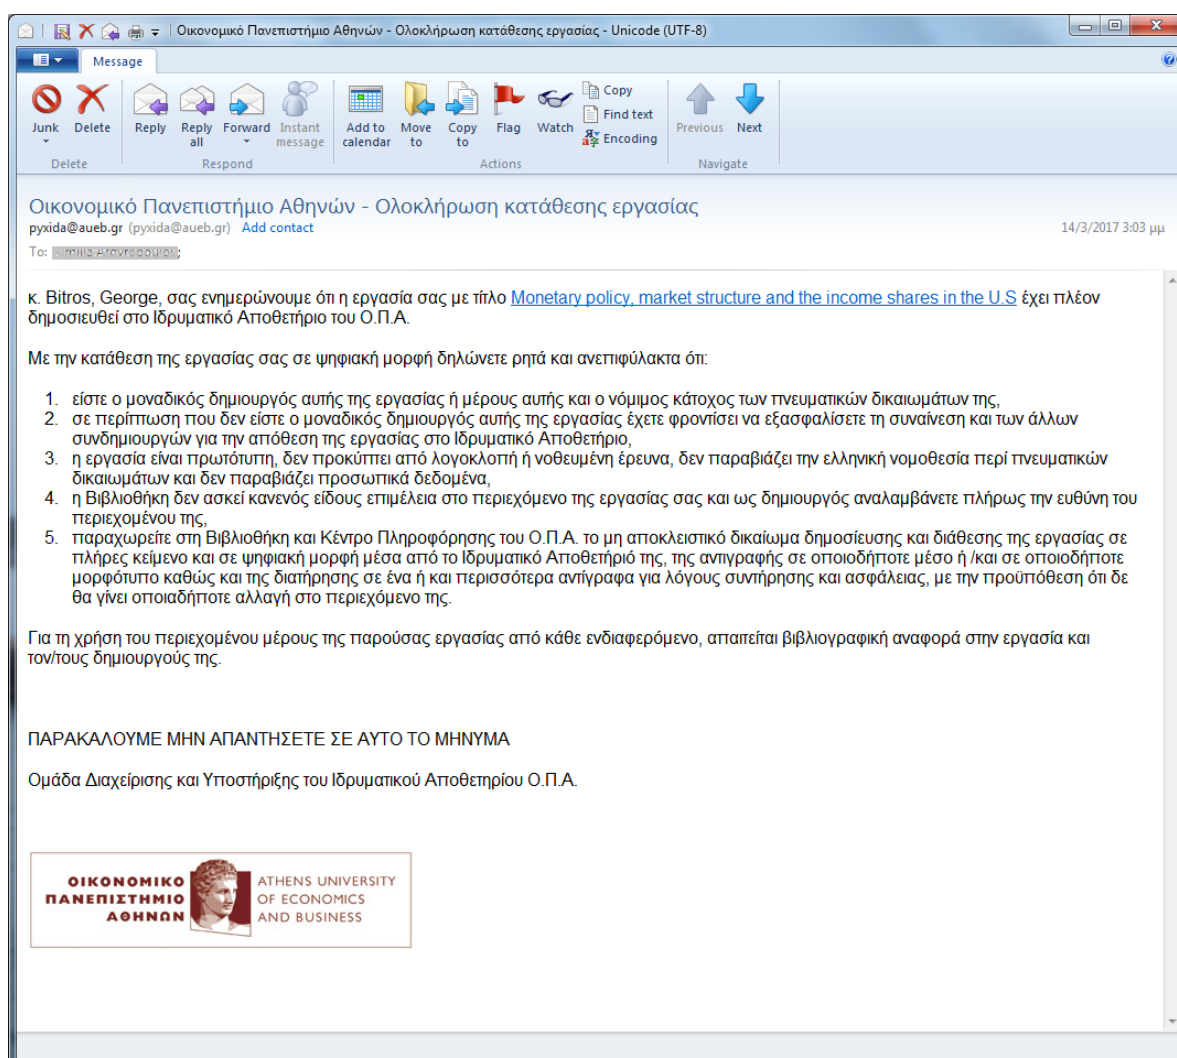 Οικονομικό Πανεπιστήμιο Αθηνών - Ολοκλήρωση κατάθεσης εργασίας - Unicode (UTF-8)
Message
Junk Delete Reply Reply all Forward Instant message Add to calendar Move to Copy to Flag Watch Copy Find text Encoding Previous Next
Delete Respond Actions Navigate
Οικονομικό Πανεπιστήμιο Αθηνών - Ολοκλήρωση κατάθεσης εργασίας
pyxida@aueb.gr (pyxida@aueb.gr) Add contact 14/3/2017 3:03 μμ
To:
κ. Bitros, George, σας ενημερώνουμε ότι η εργασία σας με τίτλο Monetary policy, market structure and the income shares in the U.S έχει πλέον
δημοσιευθεί στο Ιδρυματικό Αποθετήριο του Ο.Π.Α.
Με την κατάθεση της εργασίας σας σε ψηφιακή μορφή δηλώνετε ρητά και ανεπιφύλακτα ότι:
1. είστε ο μοναδικός δημιουργός αυτής της εργασίας ή μέρους αυτής και ο νόμιμος κάτοχος των πνευματικών δικαιωμάτων της,
2. σε περίπτωση που δεν είστε ο μοναδικός δημιουργός αυτής της εργασίας έχετε φροντίσει να εξασφαλίσετε τη συναίνεση και των άλλων
συνδημιουργών για την απόθεση της εργασίας στο Ιδρυματικό Αποθετήριο,
3. η εργασία είναι πρωτότυπη, δεν προκύπτει από λογοκλοπή ή νοθευμένη έρευνα, δεν παραβιάζει την ελληνική νομοθεσία περί πνευματικών
δικαιωμάτων και δεν παραβιάζει προσωπικά δεδομένα,
4. η Βιβλιοθήκη δεν ασκεί κανενός είδους επιμέλεια στο περιεχόμενο της εργασίας σας και ως δημιουργός αναλαμβάνετε πλήρως την ευθύνη του
περιεχομένου της,
5. παραχωρείτε στη Βιβλιοθήκη και Κέντρο Πληροφόρησης του Ο.Π.Α. το μη αποκλειστικό δικαίωμα δημοσίευσης και διάθεσης της εργασίας σε
πλήρες κείμενο και σε ψηφιακή μορφή μέσα από το Ιδρυματικό Αποθετήριό της, της αντιγραφής σε οποιοδήποτε μέσο ή /και σε οποιοδήποτε
μορφότυπο καθώς και της διατήρησης σε ένα ή και περισσότερα αντίγραφα για λόγους συντήρησης και ασφάλειας, με την προϋπόθεση ότι δε
θα γίνει οποιαδήποτε αλλαγή στο περιεχόμενο της.
Για τη χρήση του περιεχομένου μέρους της παρούσας εργασίας από κάθε ενδιαφερόμενο, απαιτείται βιβλιογραφική αναφορά στην εργασία και
τον/τους δημιουργούς της.
ΠΑΡΑΚΑΛΟΥΜΕ ΜΗΝ ΑΠΑΝΤΗΣΕΤΕ ΣΕ ΑΥΤΟ ΤΟ ΜΗΝΥΜΑ
Ομάδα Διαχείρισης και Υποστήριξης του Ιδρυματικού Αποθετηρίου Ο.Π.Α.
ΟΙΚΟΝΟΜΙΚΟ
ΠΑΝΕΠΙΣΤΗΜΙΟ
ΑΘΗΝΩΝ
ATHENS UNIVERSITY
OF ECONOMICS
AND BUSINESS